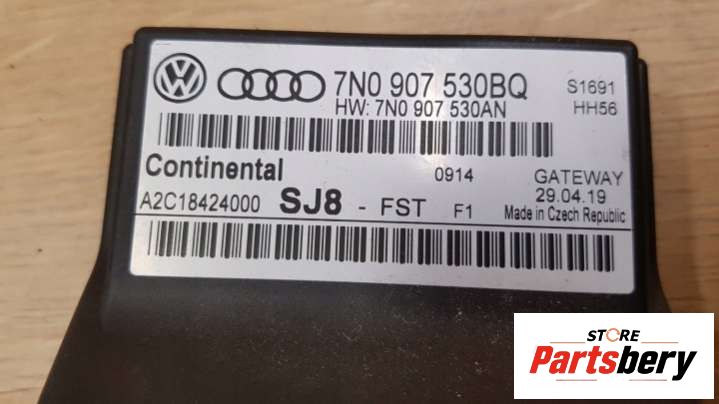 7N0 907 530BQ S1691
HW: 7N0 907 530AN HH56
Continental 0914 GATEWAY
29.04.19
A2C18424000 SJ8 - FST F1 Made in Czech Republic
STORE
Partsbery